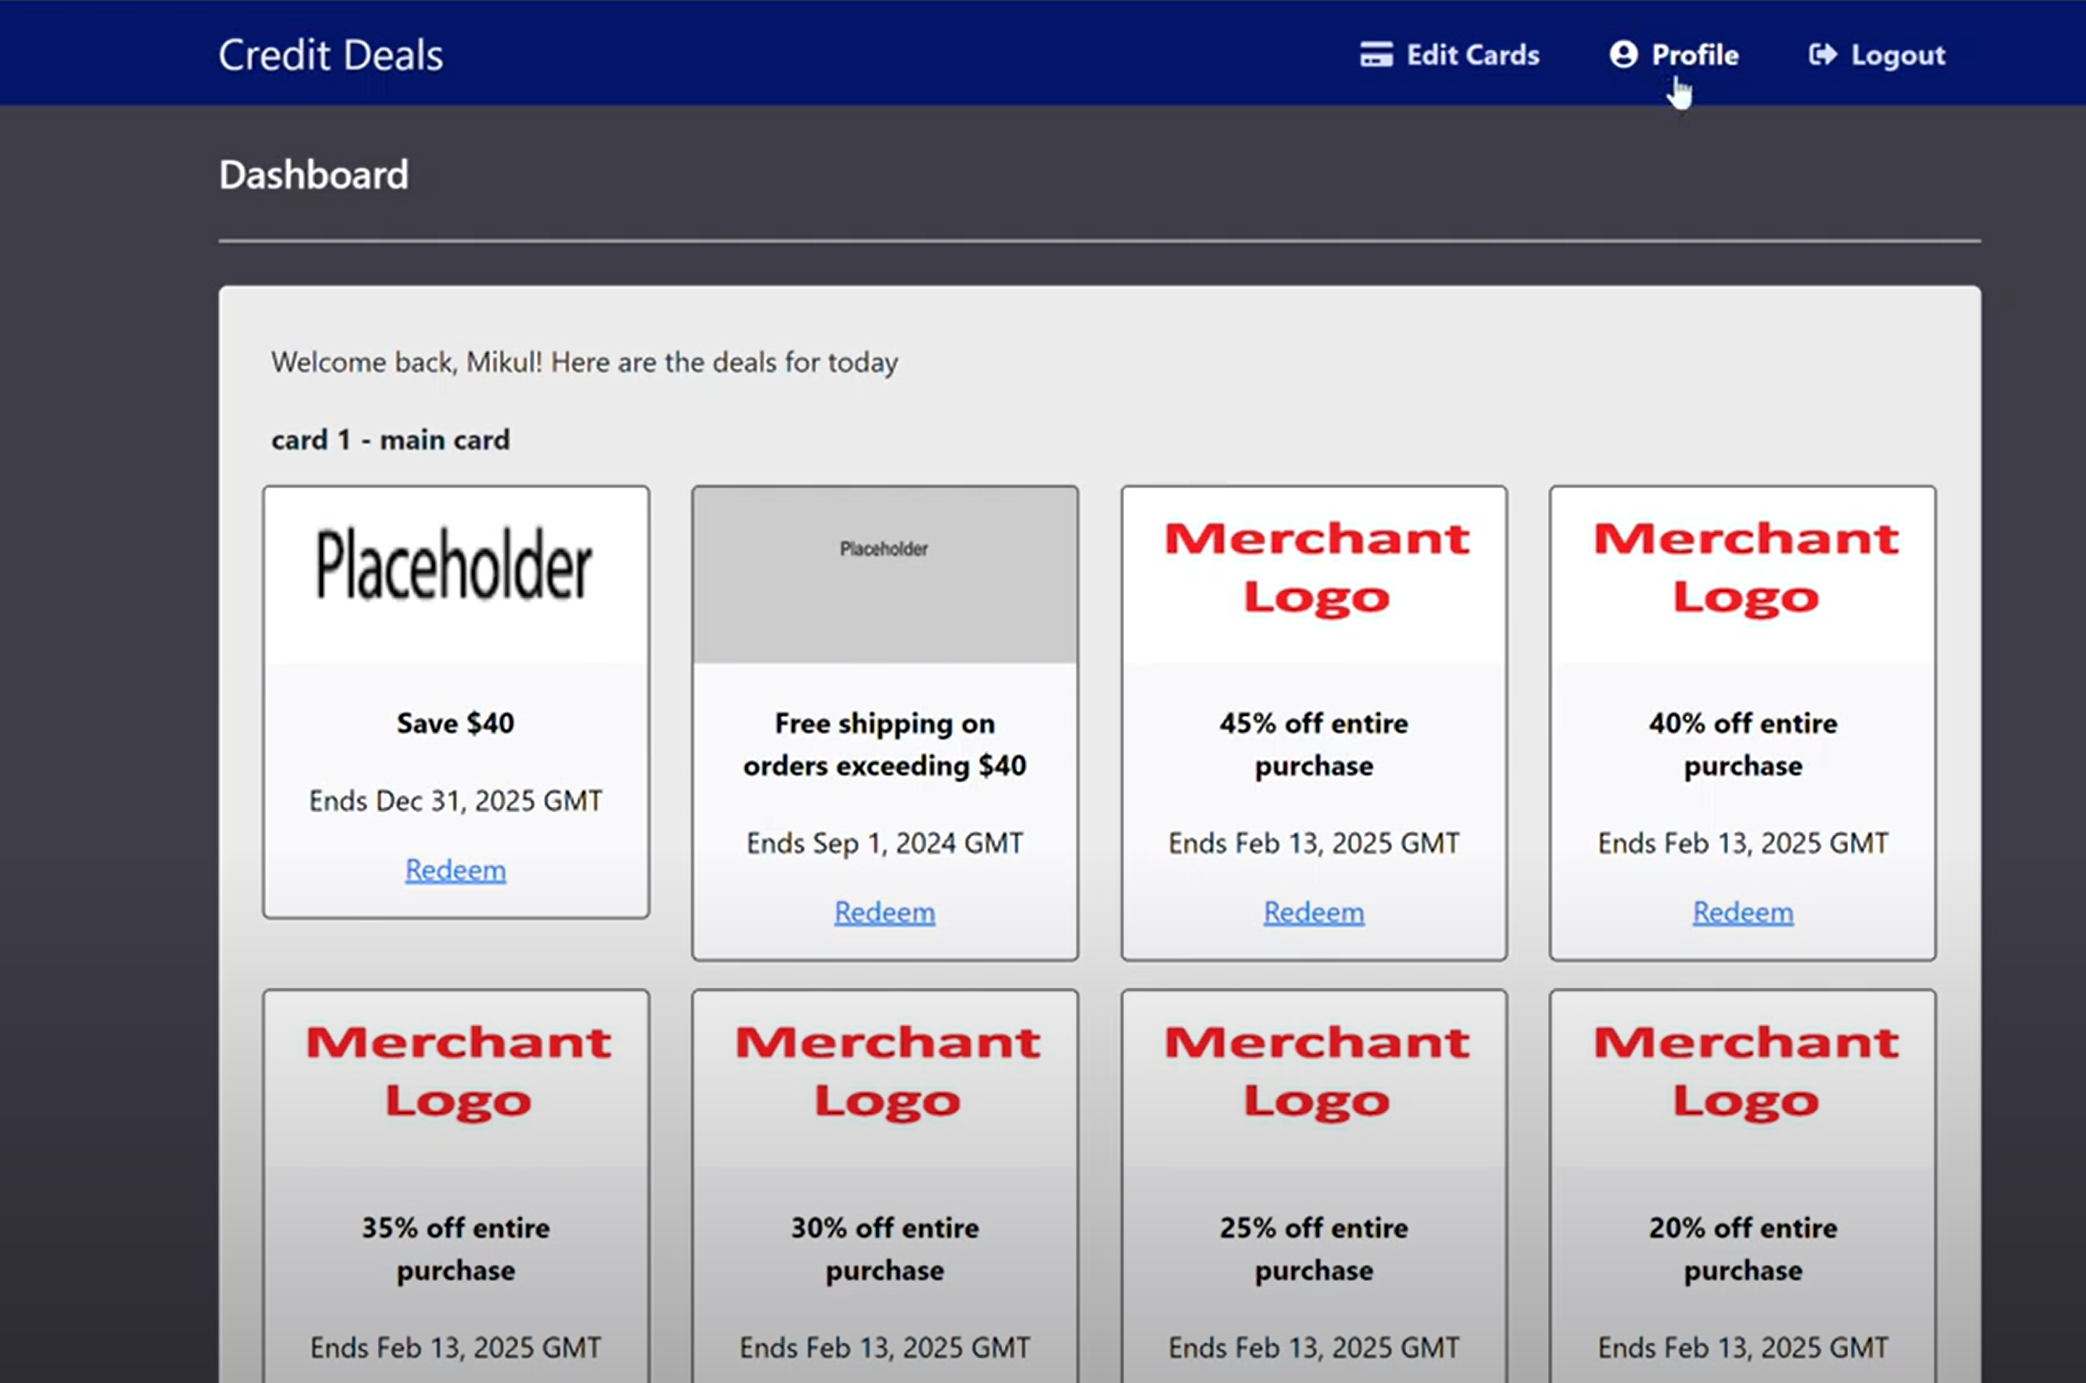 Credit Deals
Edit Cards
Profile
Logout
Dashboard
Welcome back, Mikul! Here are the deals for today
card 1 - main card
Placeholder
Save $40
Ends Dec 31, 2025 GMT
Redeem
Placeholder
Free shipping on
orders exceeding $40
Ends Sep 1, 2024 GMT
Redeem
Merchant
Logo
45% off entire
purchase
Ends Feb 13, 2025 GMT
Redeem
Merchant
Logo
40% off entire
purchase
Ends Feb 13, 2025 GMT
Redeem
Merchant
Logo
35% off entire
purchase
Ends Feb 13, 2025 GMT
Merchant
Logo
30% off entire
purchase
Ends Feb 13, 2025 GMT
Merchant
Logo
25% off entire
purchase
Ends Feb 13, 2025 GMT
Merchant
Logo
20% off entire
purchase
Ends Feb 13, 2025 GMT